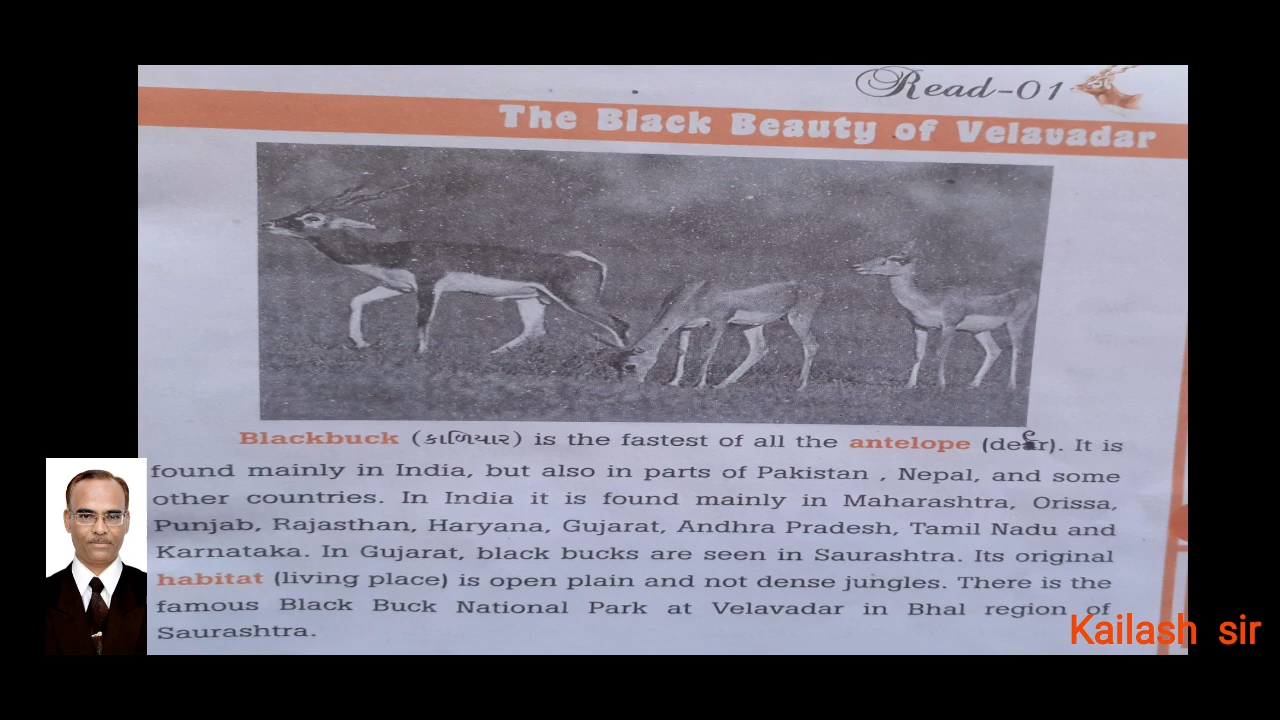 Read-01
The Black Beauty of Velavadar
Blackbuck (કાળિયાર) is the fastest of all the antelope (deer). It is
found mainly in India, but also in parts of Pakistan , Nepal, and some
other countries. In India it is found mainly in Maharashtra, Orissa,
Punjab, Rajasthan, Haryana, Gujarat, Andhra Pradesh, Tamil Nadu and
Karnataka. In Gujarat, black bucks are seen in Saurashtra. Its original
habitat (living place) is open plain and not dense jungles. There is the
famous Black Buck National Park at Velavadar in Bhal region of
Saurashtra.
Kailash sir